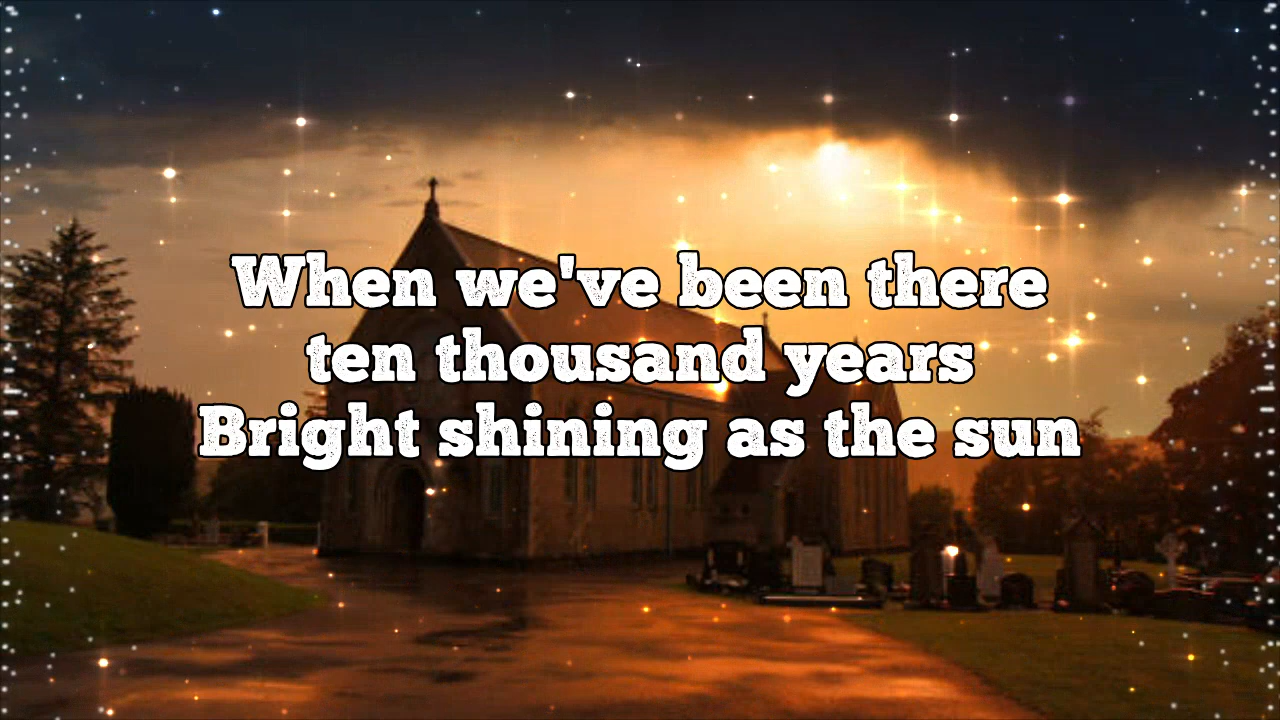 When we've been there
ten thousand years
Bright shining as the sun